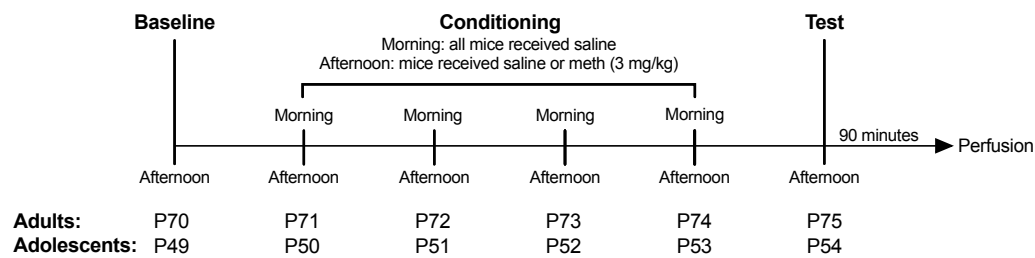 Baseline Conditioning Test
Morning: all mice received saline
Afternoon: mice received saline or meth (3 mg/kg)
Morning Morning Morning Morning
90 minutes
Perfusion
Afternoon Afternoon Afternoon Afternoon Afternoon Afternoon
Adults: P70 P71 P72 P73 P74 P75
Adolescents: P49 P50 P51 P52 P53 P54